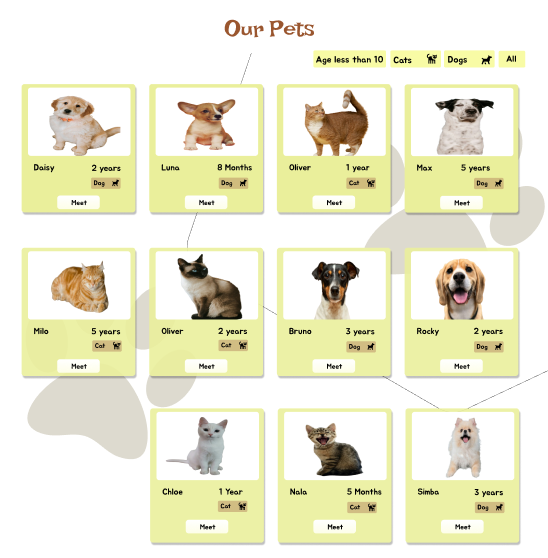 Our Pets
Age less than 10 Cats Dogs All
Daisy 2 years
Dog
Meet
Luna 8 Months
Dog
Meet
Oliver 1 year
Cat
Meet
Max 5 years
Dog
Meet
Milo 5 years
Cat
Meet
Oliver 2 years
Cat
Meet
Bruno 3 years
Dog
Meet
Rocky 2 years
Dog
Meet
Chloe 1 Year
Cat
Meet
Nala 5 Months
Cat
Meet
Simba 3 years
Dog
Meet